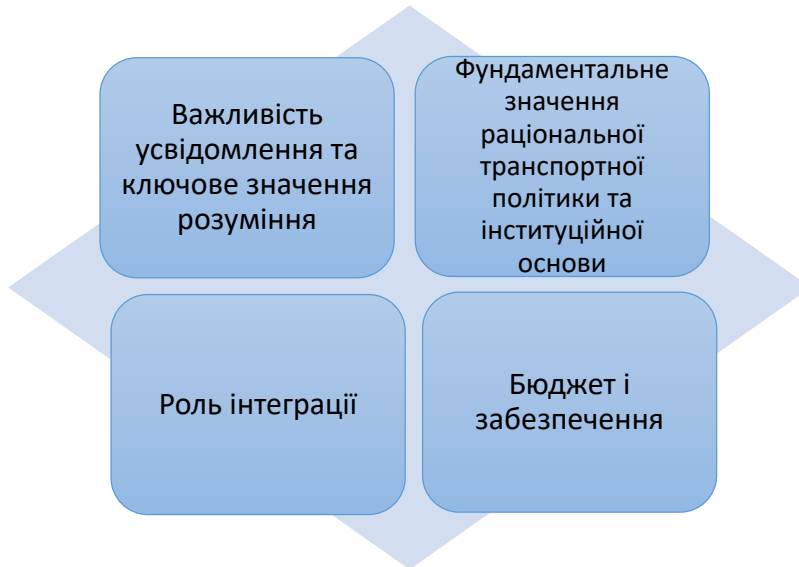 Важливість
усвідомлення та
ключове значення
розуміння
Фундаментальне
значення
раціональної
транспортної
політики та
інституційної
основи
Роль інтеграції
Бюджет і
забезпечення